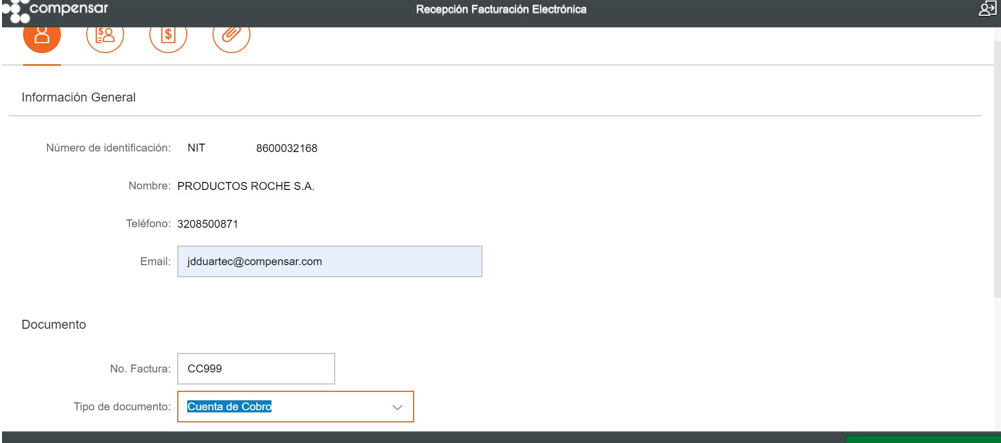 compensar
Recepción Facturación Electrónica
Información General
Número de identificación: NIT 8600032168
Nombre: PRODUCTOS ROCHE S.A.
Teléfono: 3208500871
Email: jdduartec@compensar.com
Documento
No. Factura: CC999
Tipo de documento: Cuenta de Cobro